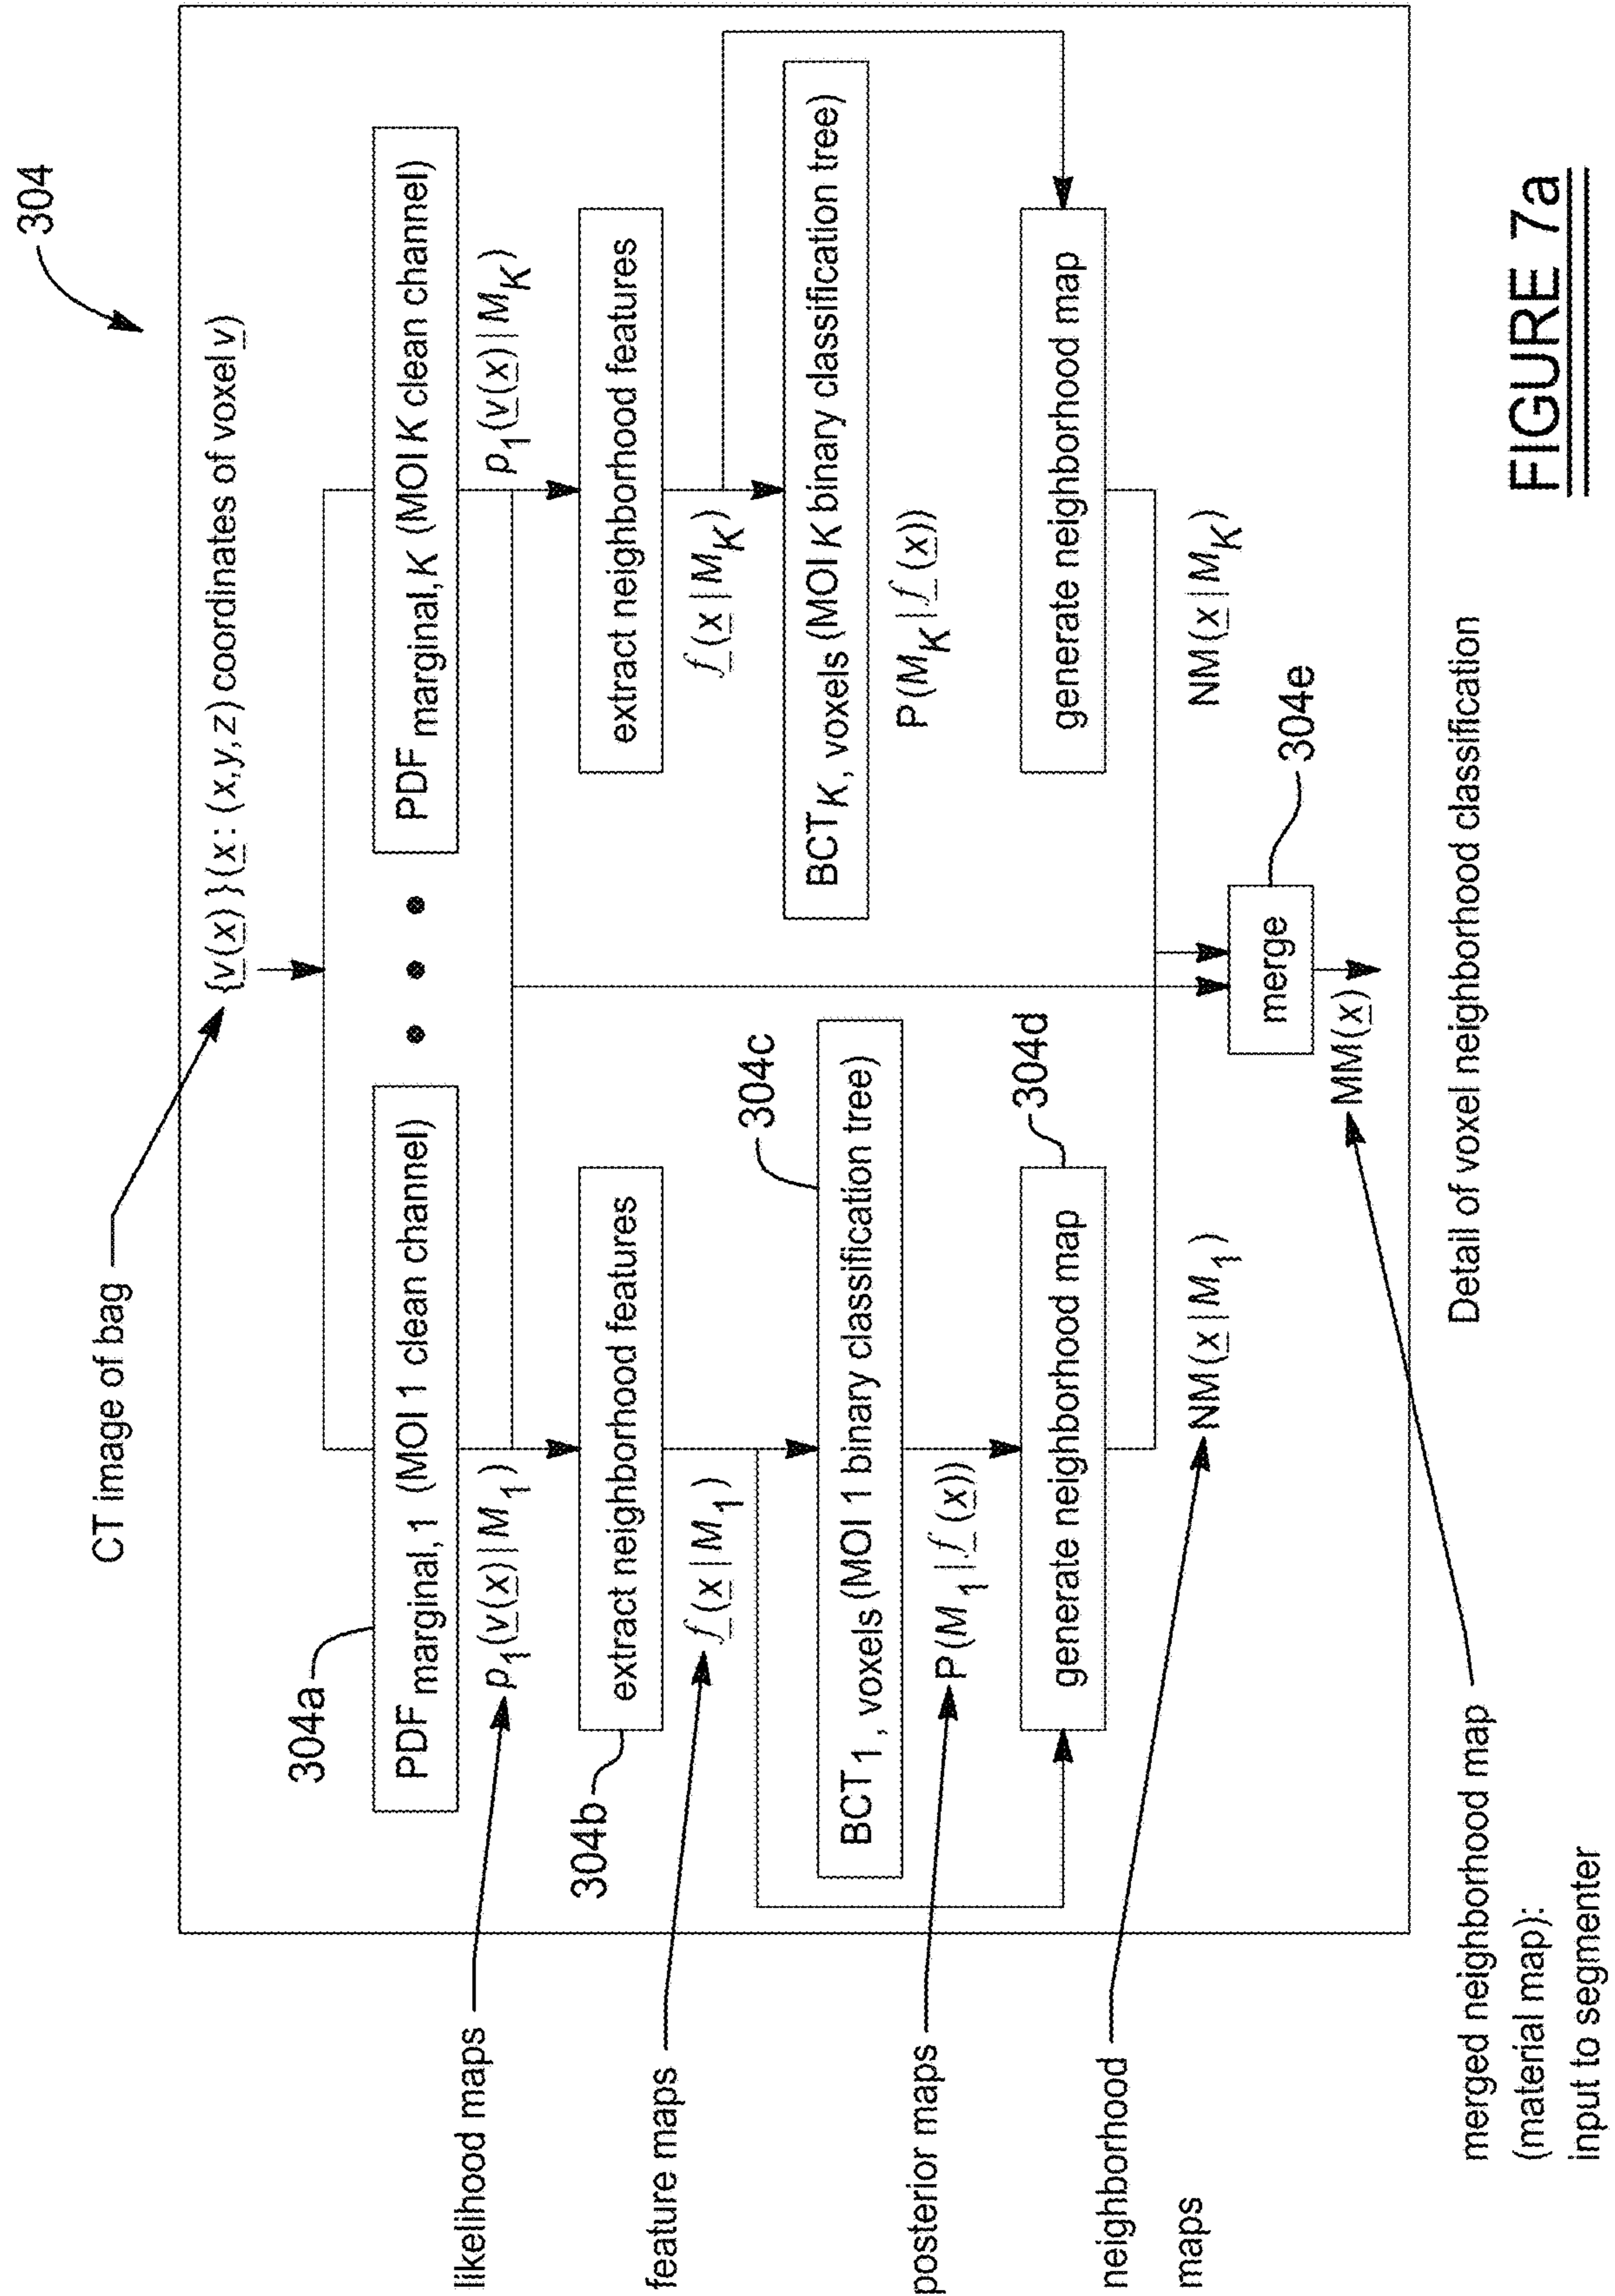 304
CT image of bag
{v(x)}(x : (x,y,z) coordinates of voxel v)
304a
PDF marginal, 1 (MOI 1 clean channel)
PDF marginal, K (MOI K clean channel)
likelihood maps
p1(v(x)|M1)
p1(v(x)|MK)
304b
extract neighborhood features
extract neighborhood features
feature maps
f(x|M1)
f(x|MK)
304c
BCT1, voxels (MOI 1 binary classification tree)
BCTK, voxels (MOI K binary classification tree)
posterior maps
P(M1|f(x))
P(MK|f(x))
304d
generate neighborhood map
generate neighborhood map
neighborhood
maps
NM(x|M1)
NM(x|MK)
304e
merge
MM(x)
merged neighborhood map
(material map):
input to segmenter
Detail of voxel neighborhood classification
FIGURE 7a